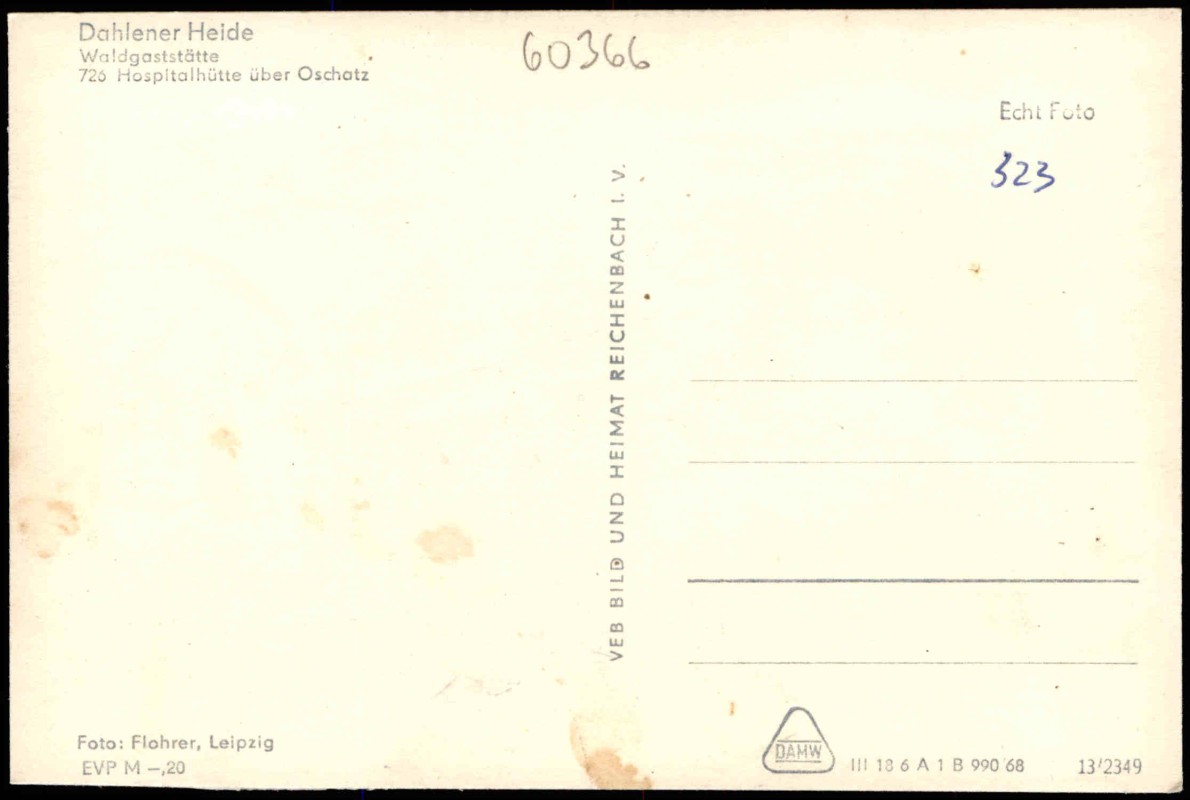 Dahlener Heide
Waldgaststätte
726 Hospitalhütte über Oschatz
60366
Echt Foto
323
VEB BILD UND HEIMAT REICHENBACH I. V.
Foto: Flohrer, Leipzig
EVP M –,20
DAMW
III 18 6 A 1 B 990/68
13/2349